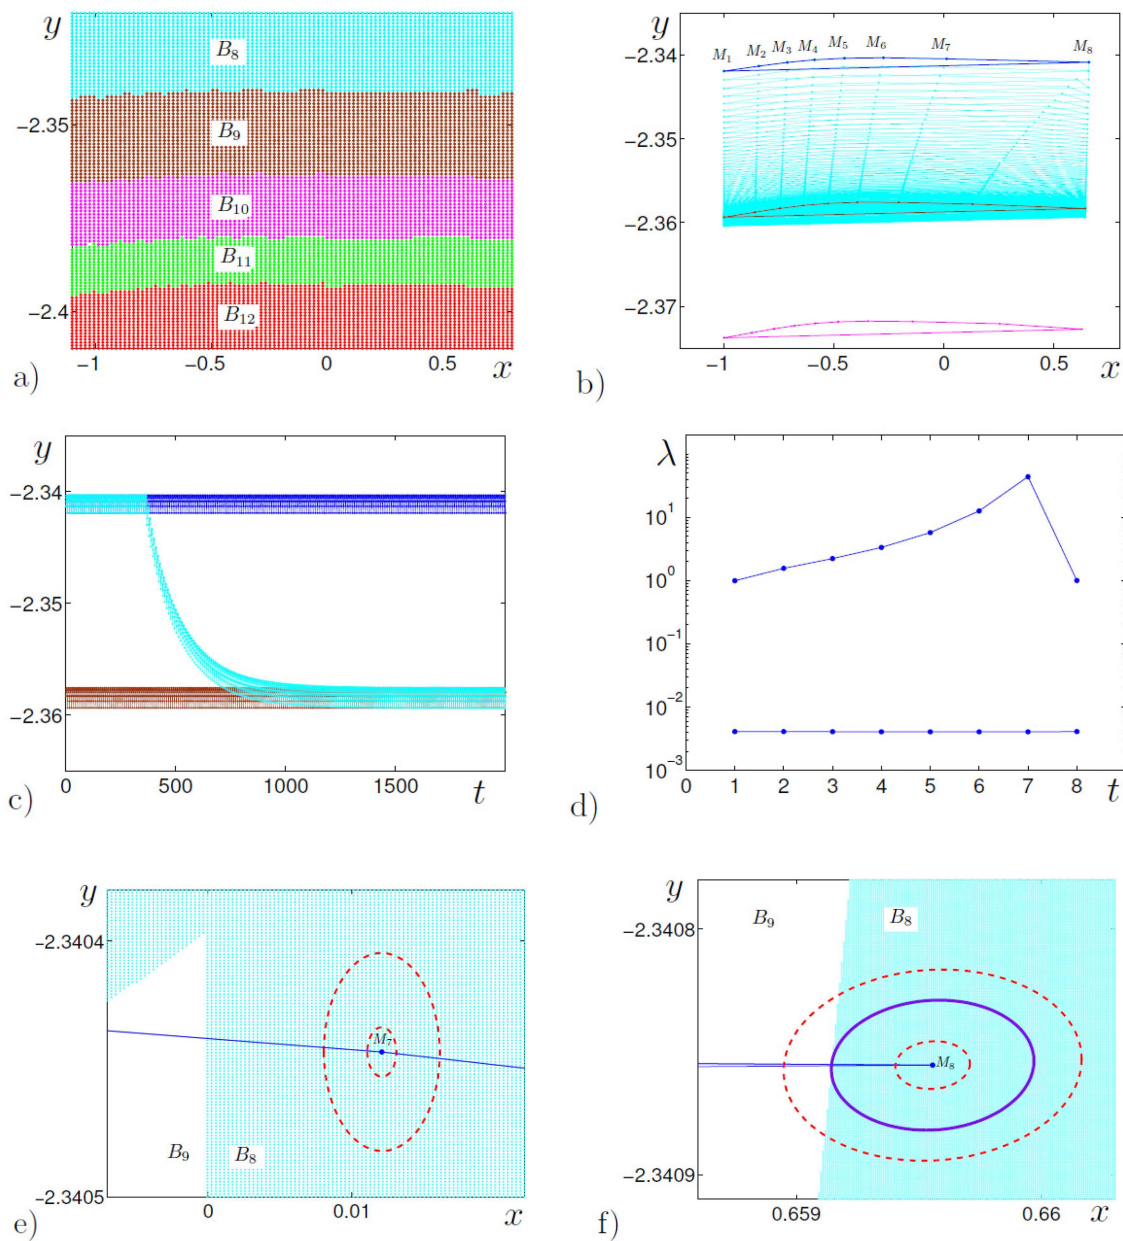 y
B₈
B₉
−2.35
B₁₀
B₁₁
−2.4
B₁₂
−1 −0.5 0 0.5 x
a)
y
−2.34
M₁ M₂ M₃ M₄ M₅ M₆ M₇ M₈
−2.35
−2.36
−2.37
−1 −0.5 0 0.5 x
b)
y
−2.34
−2.35
−2.36
0 500 1000 1500 t
c)
λ
10¹
10⁰
10⁻¹
10⁻²
10⁻³
0 1 2 3 4 5 6 7 8 t
d)
y
−2.3404
M₇
B₉ B₈
−2.3405
0 0.01 x
e)
y
B₉ B₈
−2.3408
M₈
−2.3409
0.659 0.66 x
f)